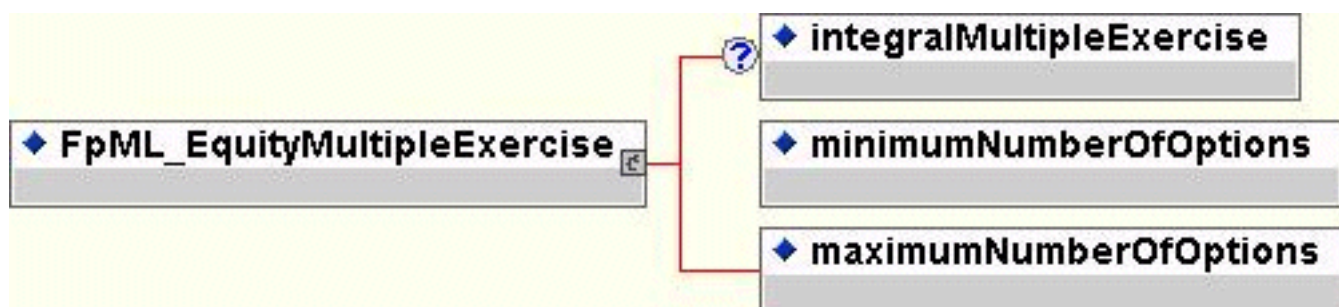 integralMultipleExercise
FpML_EquityMultipleExercise
minimumNumberOfOptions
maximumNumberOfOptions